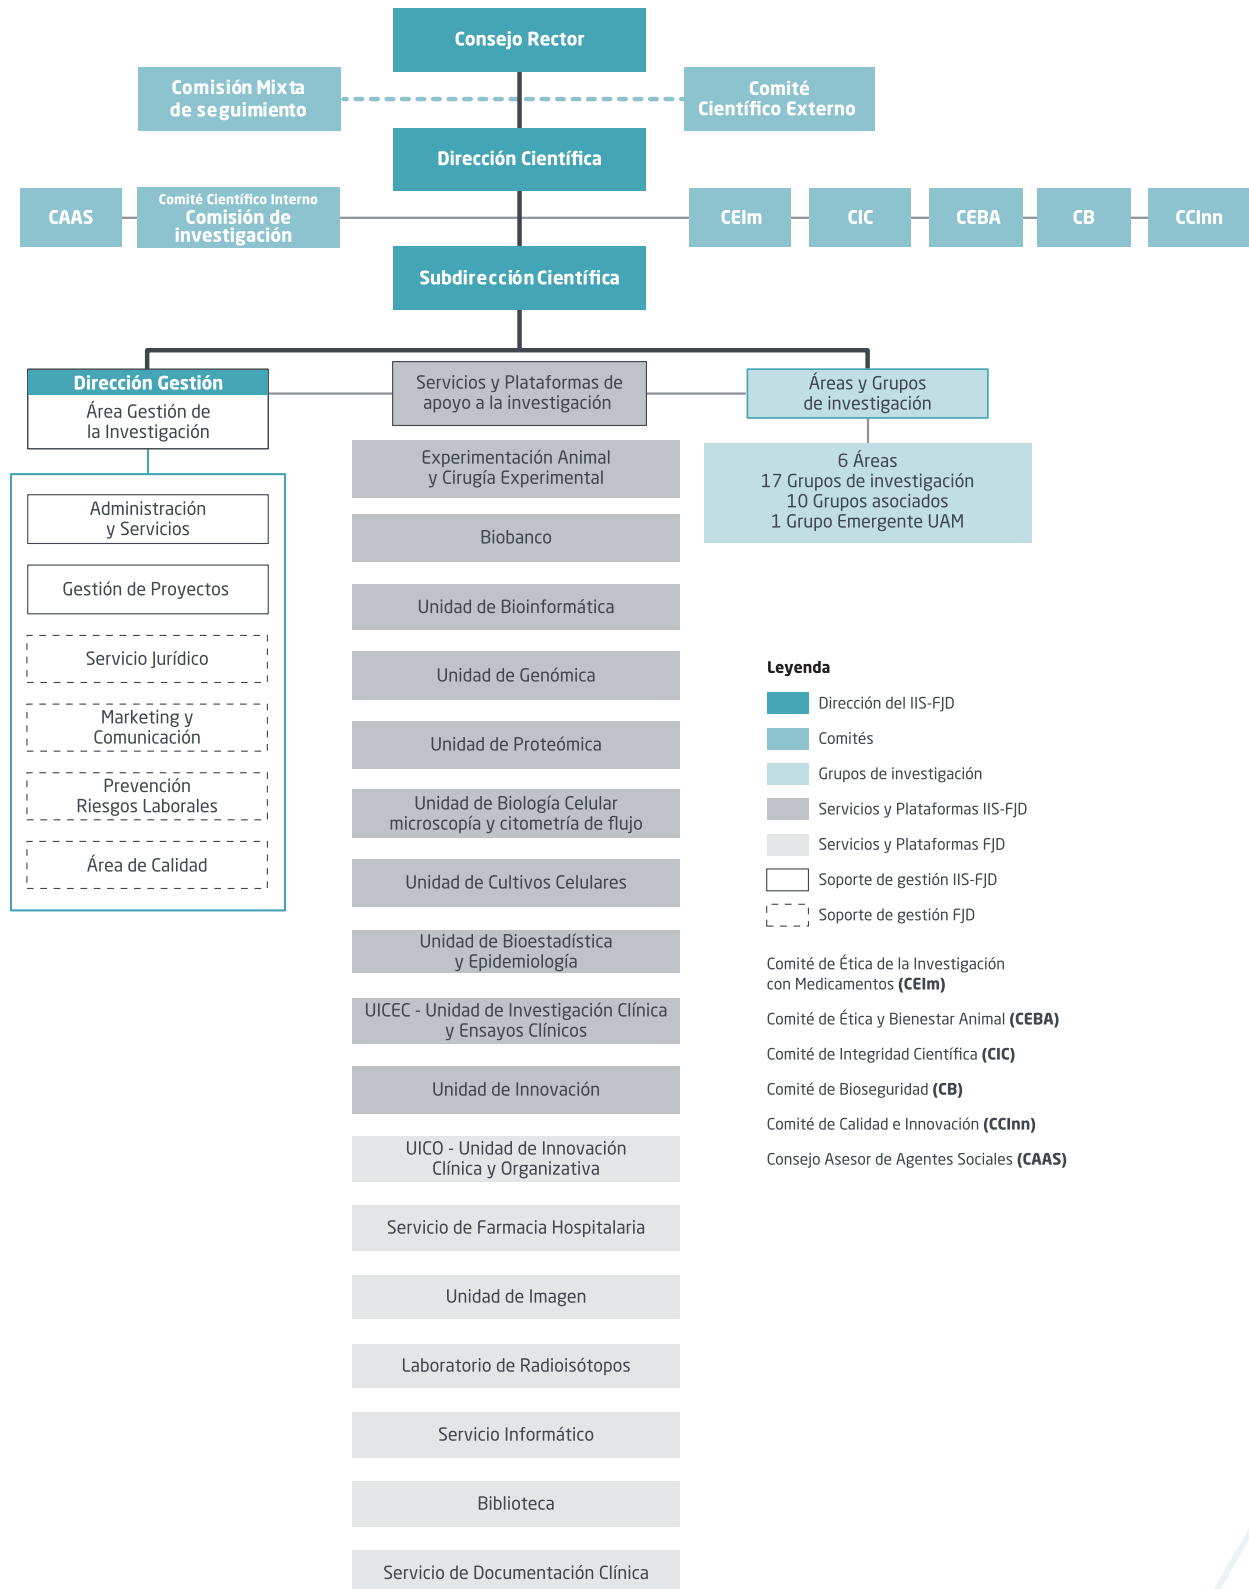 Consejo Rector
Comisión Mixta
de seguimiento
Comité
Científico Externo
Dirección Científica
CAAS
Comité Científico Interno
Comisión de
investigación
CEIm
CIC
CEBA
CB
CCInn
Subdirección Científica
Dirección Gestión
Área Gestión de
la Investigación
Servicios y Plataformas de
apoyo a la investigación
Áreas y Grupos
de investigación
Administración
y Servicios
Gestión de Proyectos
Servicio Jurídico
Marketing y
Comunicación
Prevención
Riesgos Laborales
Área de Calidad
Experimentación Animal
y Cirugía Experimental
Biobanco
Unidad de Bioinformática
Unidad de Genómica
Unidad de Proteómica
Unidad de Biología Celular
microscopía y citometría de flujo
Unidad de Cultivos Celulares
Unidad de Bioestadística
y Epidemiología
UICEC - Unidad de Investigación Clínica
y Ensayos Clínicos
Unidad de Innovación
UICO - Unidad de Innovación
Clínica y Organizativa
Servicio de Farmacia Hospitalaria
Unidad de Imagen
Laboratorio de Radioisótopos
Servicio Informático
Biblioteca
Servicio de Documentación Clínica
6 Áreas
17 Grupos de investigación
10 Grupos asociados
1 Grupo Emergente UAM
Leyenda
Dirección del IIS-FJD
Comités
Grupos de investigación
Servicios y Plataformas IIS-FJD
Servicios y Plataformas FJD
Soporte de gestión IIS-FJD
Soporte de gestión FJD
Comité de Ética de la Investigación
con Medicamentos (CEIm)
Comité de Ética y Bienestar Animal (CEBA)
Comité de Integridad Científica (CIC)
Comité de Bioseguridad (CB)
Comité de Calidad e Innovación (CCInn)
Consejo Asesor de Agentes Sociales (CAAS)